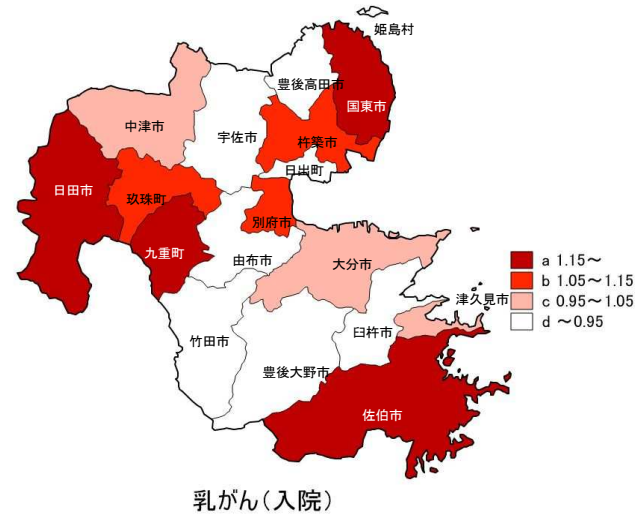 姫島村
豊後高田市
国東市
中津市
宇佐市
杵築市
日出町
日田市
玖珠町
別府市
九重町
由布市
大分市
a 1.15～
b 1.05～1.15
c 0.95～1.05
d ～0.95
津久見市
竹田市
臼杵市
豊後大野市
佐伯市
乳がん(入院)